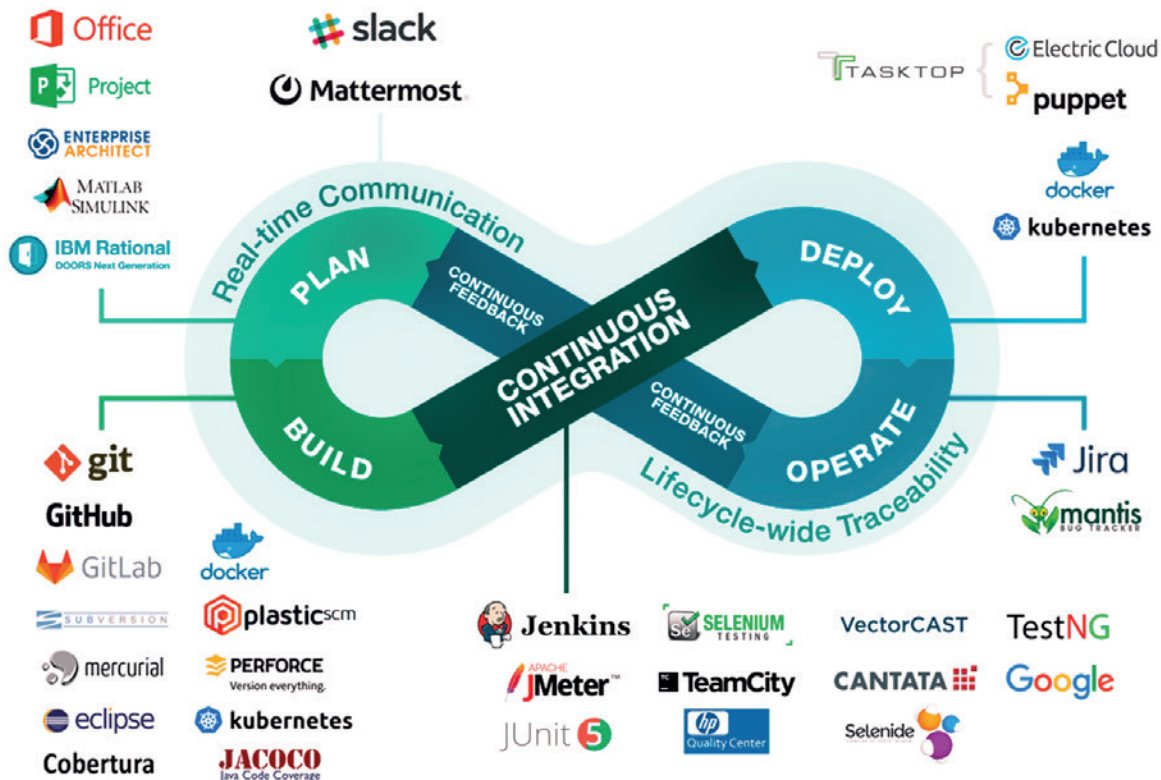 Office
Project
ENTERPRISE
ARCHITECT
MATLAB
SIMULINK
IBM Rational
DOORS Next Generation
slack
Mattermost
TASKTOP
Electric Cloud
puppet
docker
kubernetes
Real-time Communication
PLAN
BUILD
CONTINUOUS
FEEDBACK
CONTINUOUS
INTEGRATION
CONTINUOUS
FEEDBACK
DEPLOY
OPERATE
Lifecycle-wide Traceability
git
GitHub
GitLab
SUBVERSION
mercurial
eclipse
Cobertura
docker
plasticscm
PERFORCE
Version everything.
kubernetes
JACOCO
Java Code Coverage
Jenkins
APACHE
JMeter™
JUnit 5
Se
SELENIUM
TESTING
TC
TeamCity
hp
Quality Center
VectorCAST
CANTATA
Selenide
TestNG
Google
Jira
mantis
BUG TRACKER